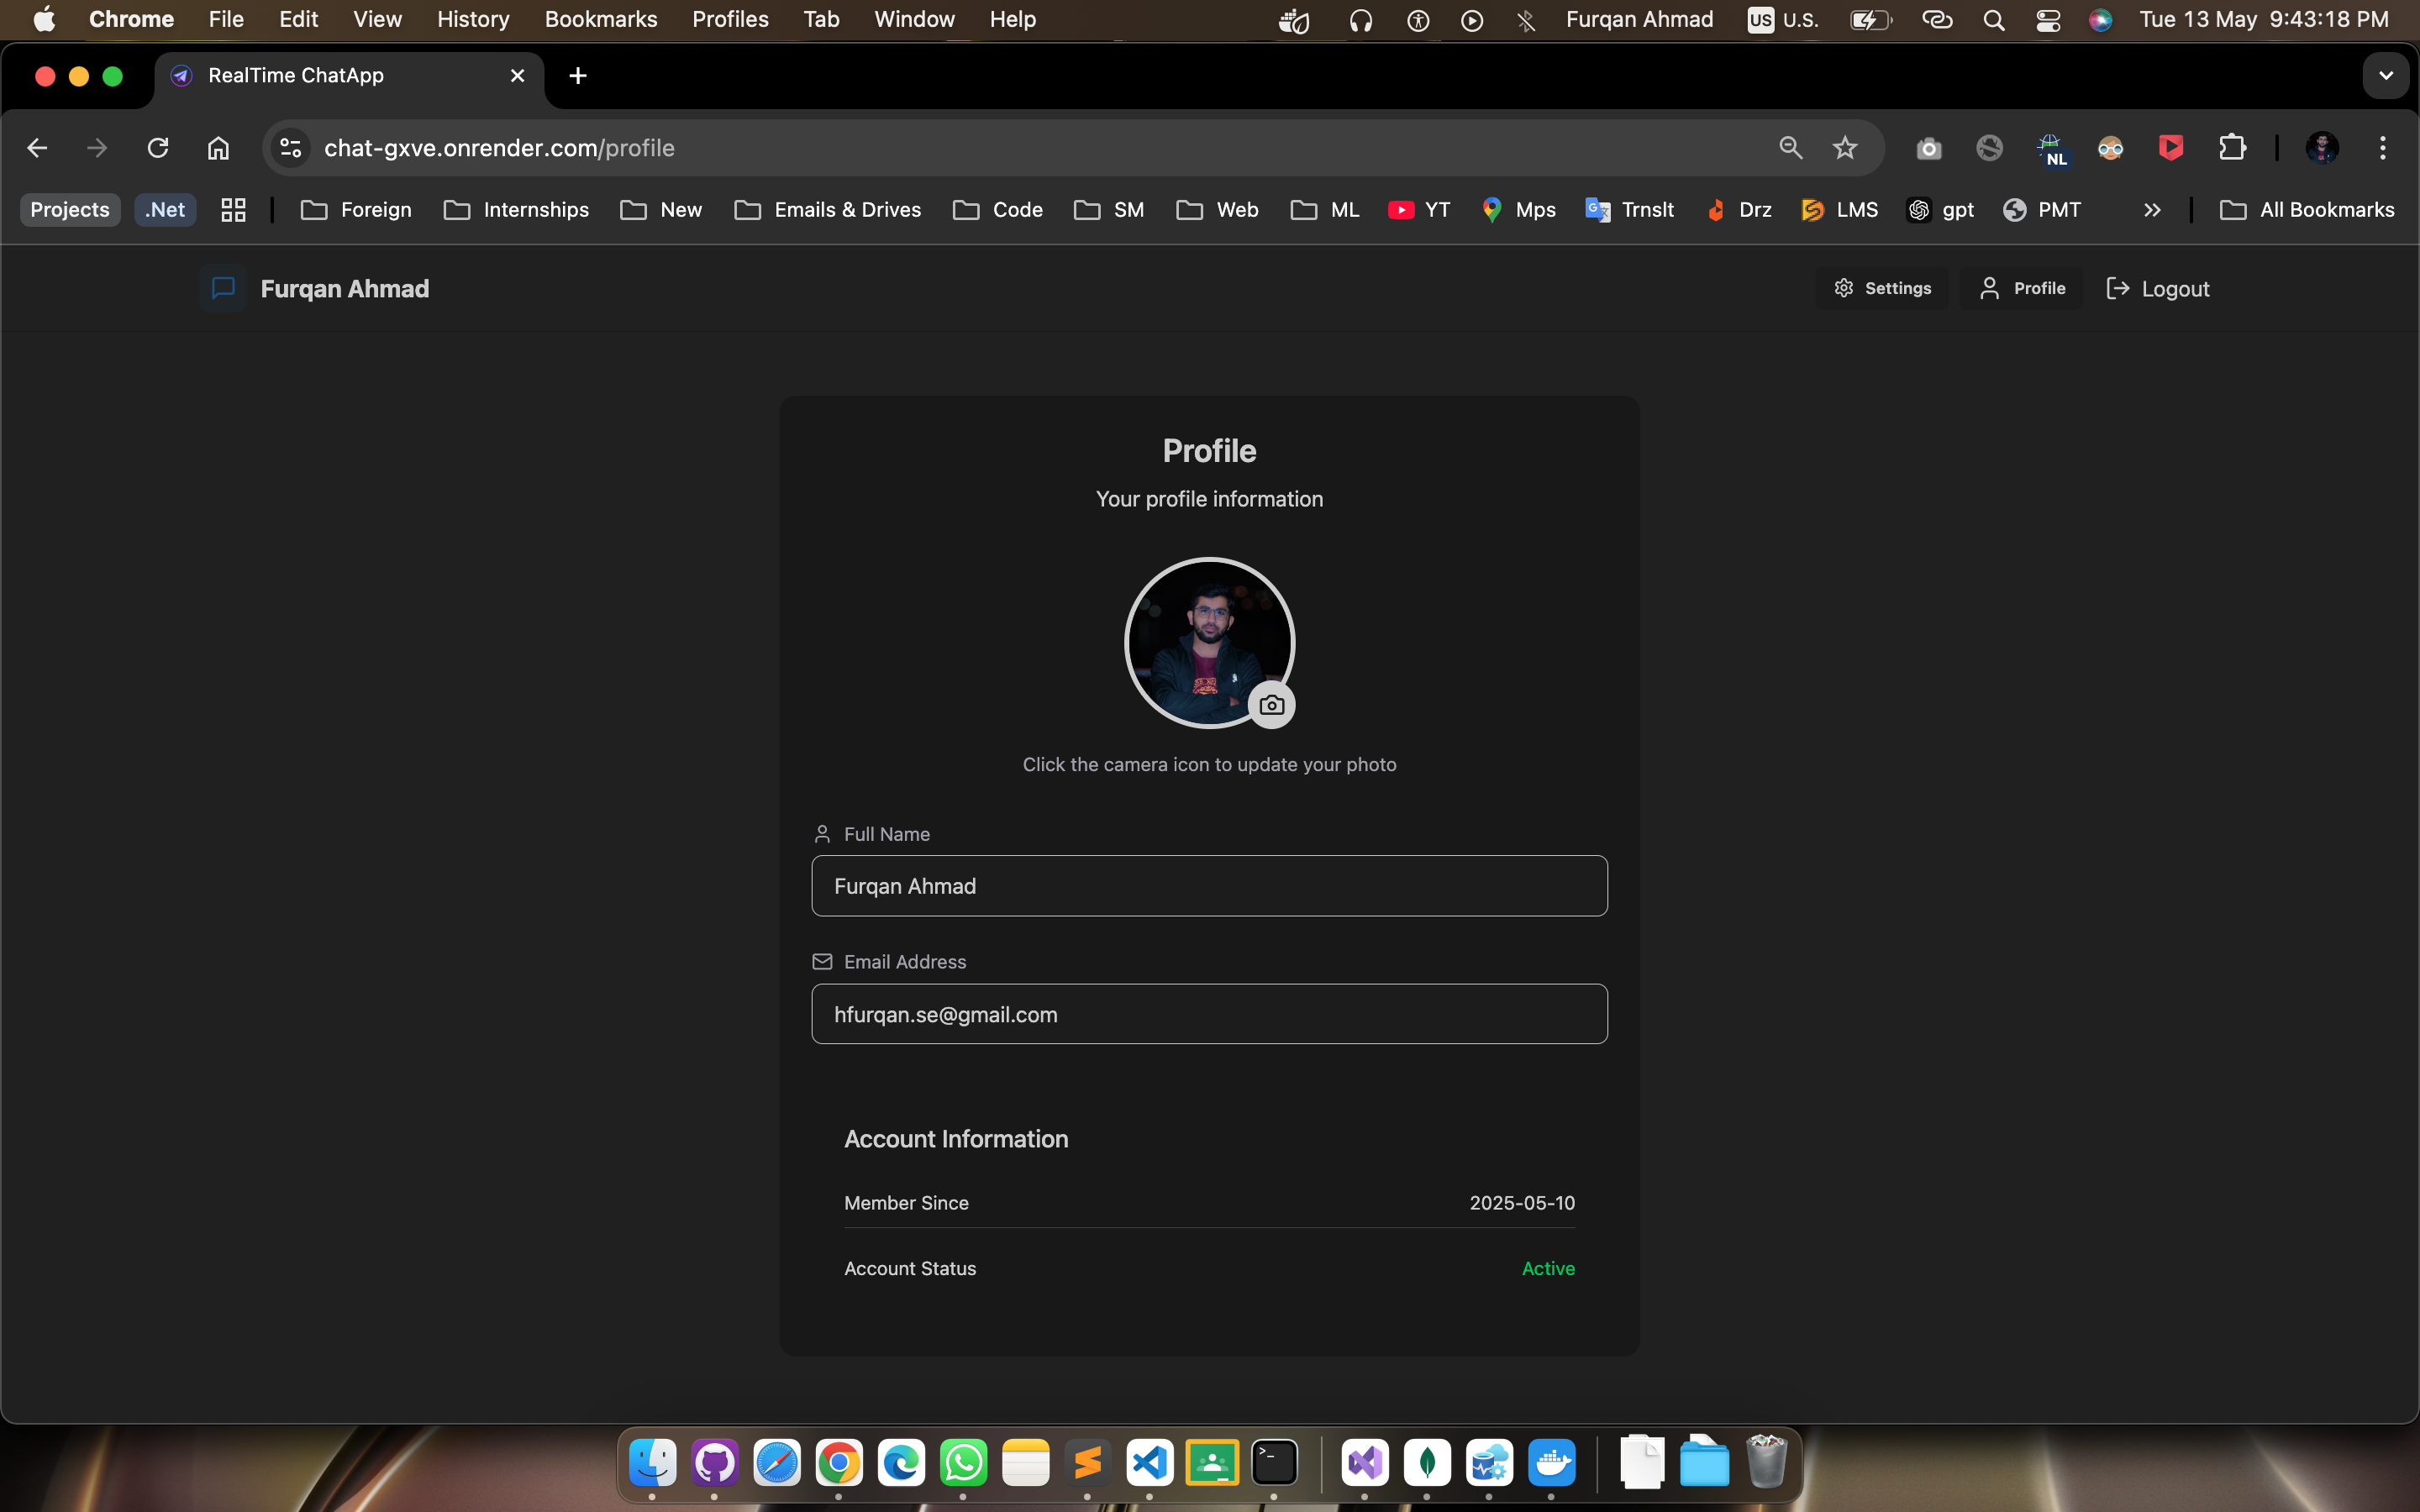 Chrome File Edit View History Bookmarks Profiles Tab Window Help Furqan Ahmad US U.S. Tue 13 May 9:43:18 PM
RealTime ChatApp
chat-gxve.onrender.com/profile NL
Projects .Net Foreign Internships New Emails & Drives Code SM Web ML YT Mps Trnslt Drz LMS gpt PMT All Bookmarks
Furqan Ahmad Settings Profile Logout
Profile
Your profile information
Click the camera icon to update your photo
Full Name
Furqan Ahmad
Email Address
hfurqan.se@gmail.com
Account Information
Member Since 2025-05-10
Account Status Active